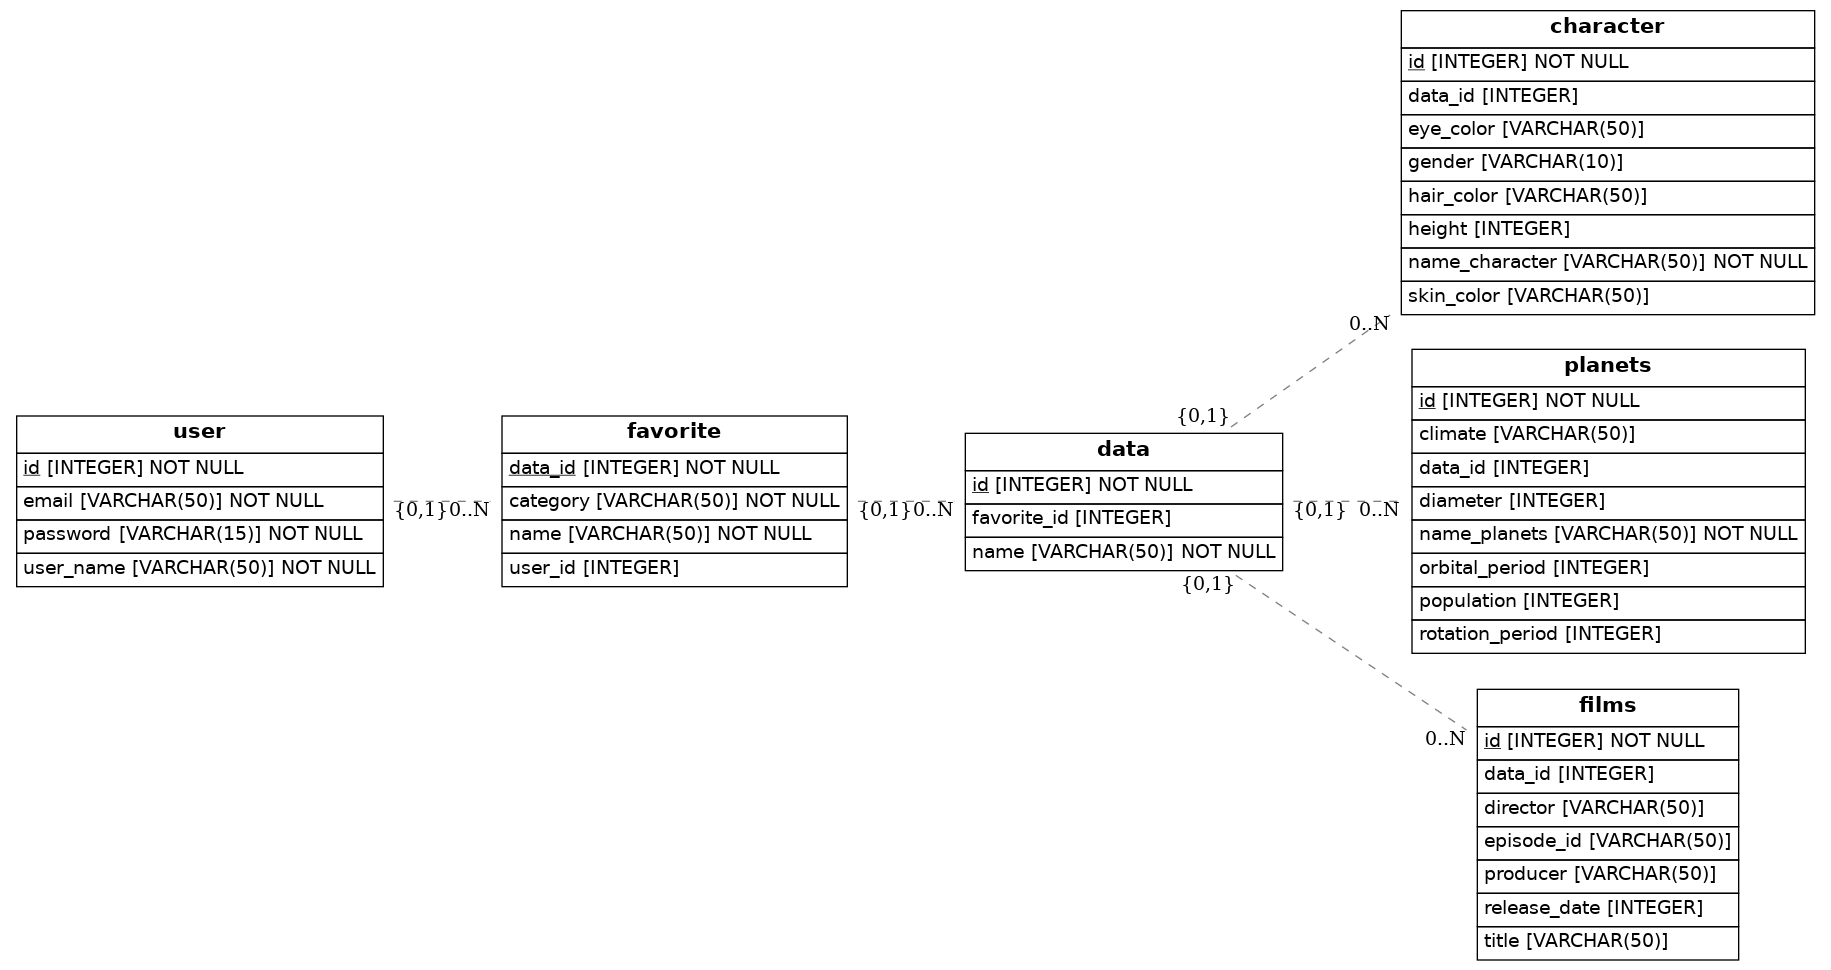 user
id [INTEGER] NOT NULL
email [VARCHAR(50)] NOT NULL
password [VARCHAR(15)] NOT NULL
user_name [VARCHAR(50)] NOT NULL
{0,1}
0..N
favorite
data_id [INTEGER] NOT NULL
category [VARCHAR(50)] NOT NULL
name [VARCHAR(50)] NOT NULL
user_id [INTEGER]
{0,1}
0..N
data
id [INTEGER] NOT NULL
favorite_id [INTEGER]
name [VARCHAR(50)] NOT NULL
{0,1}
0..N
character
id [INTEGER] NOT NULL
data_id [INTEGER]
eye_color [VARCHAR(50)]
gender [VARCHAR(10)]
hair_color [VARCHAR(50)]
height [INTEGER]
name_character [VARCHAR(50)] NOT NULL
skin_color [VARCHAR(50)]
{0,1}
0..N
planets
id [INTEGER] NOT NULL
climate [VARCHAR(50)]
data_id [INTEGER]
diameter [INTEGER]
name_planets [VARCHAR(50)] NOT NULL
orbital_period [INTEGER]
population [INTEGER]
rotation_period [INTEGER]
{0,1}
0..N
films
id [INTEGER] NOT NULL
data_id [INTEGER]
director [VARCHAR(50)]
episode_id [VARCHAR(50)]
producer [VARCHAR(50)]
release_date [INTEGER]
title [VARCHAR(50)]